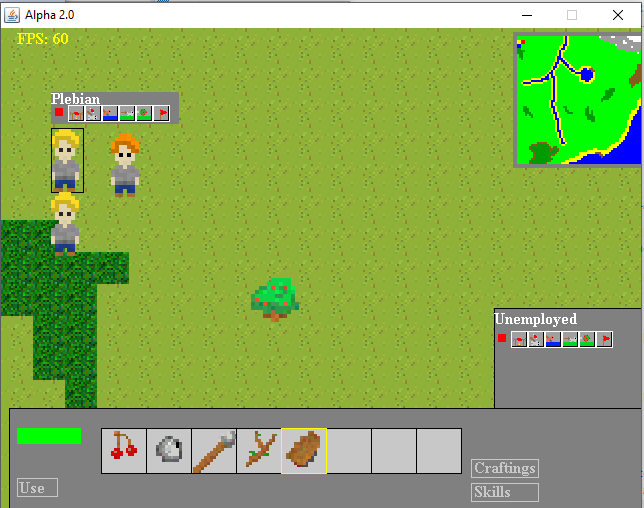 Alpha 2.0
FPS: 60
Plebian
Unemployed
Craftings
Use
Skills